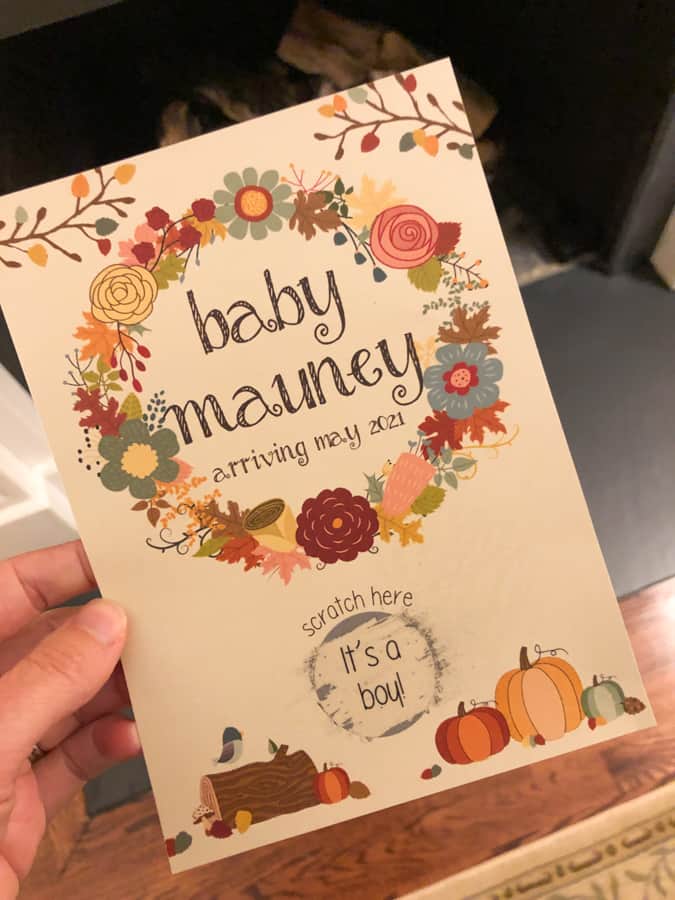 baby
mauney
arriving may 2021
scratch here
It's a
boy!